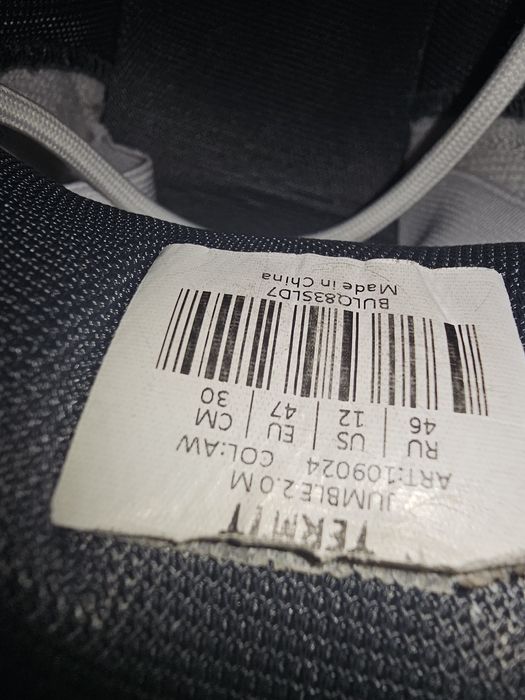 TERMIT
JUMBLE 2.0 M
ART:109024 COL:AW
RU US EU CM
46 12 47 30
BULQ83SLD7
Made in China